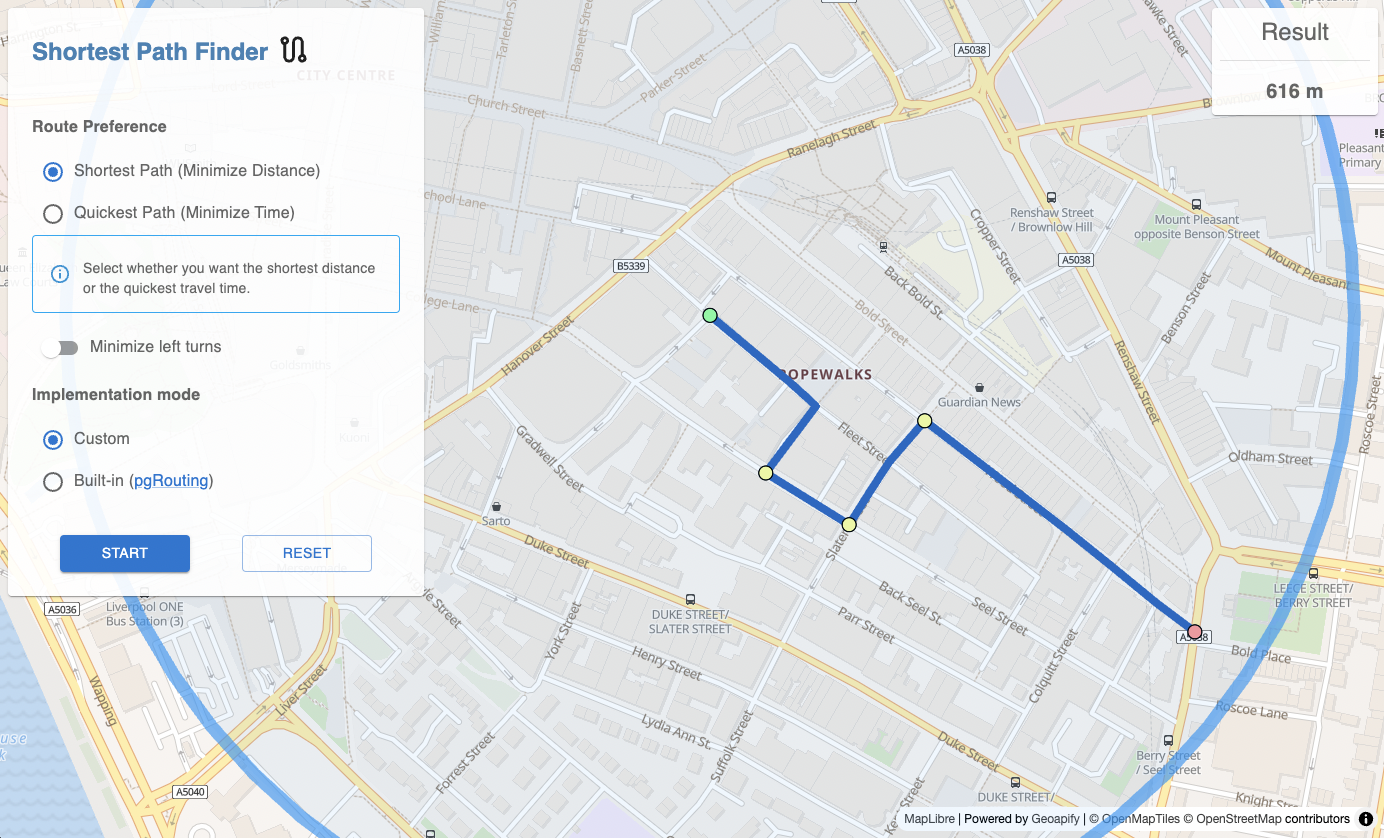 Shortest Path Finder
CITY CENTRE
Route Preference
Shortest Path (Minimize Distance)
Quickest Path (Minimize Time)
Select whether you want the shortest distance
or the quickest travel time.
Minimize left turns
Goldsmiths
Implementation mode
Custom
Kuoni
Built-in (pgRouting)
START
RESET
Result
616 m
Tarleton Street
Basnett Street
Parker Street
Church Street
School Lane
College Lane
Ranelagh Street
A5038
Hawke Street
Pleasant
Primary
Renshaw Street
/ Brownlow Hill
Mount Pleasant
opposite Benson Street
Cropper Street
A5038
Mount Pleasant
B5339
Back Bold St.
Bold Street
Benson Street
Hanover Street
Renshaw Street
Roscoe Street
Guardian News
Fleet Street
Gradwell Street
Oldham Street
Sarto
Duke Street
A5036
Liverpool ONE
Bus Station (3)
Argyle Street
York Street
DUKE STREET/
SLATER STREET
Back Seel St.
Seel Street
Parr Street
Colquitt Street
LEECE STREET/
BERRY STREET
Bold Place
Henry Street
Wapping
Liver Street
Lydia Ann St.
Suffolk Street
Forrest Street
Duke Street
Roscoe Lane
Berry Street
/ Seel Street
A5040
DUKE STREET/
Knight Street
MapLibre | Powered by Geoapify | © OpenMapTiles © OpenStreetMap contributors